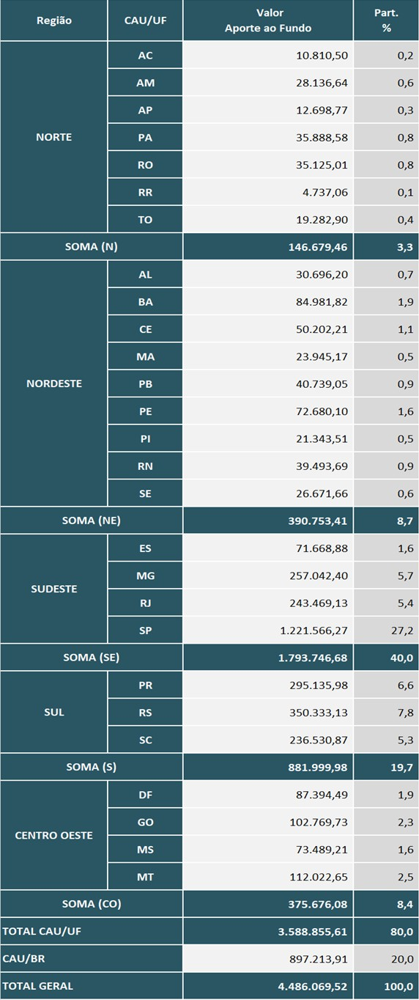 Região CAU/UF Valor Aporte ao Fundo Part. %
NORTE
AC 10.810,50 0,2
AM 28.136,64 0,6
AP 12.698,77 0,3
PA 35.888,58 0,8
RO 35.125,01 0,8
RR 4.737,06 0,1
TO 19.282,90 0,4
SOMA (N) 146.679,46 3,3
NORDESTE
AL 30.696,20 0,7
BA 84.981,82 1,9
CE 50.202,21 1,1
MA 23.945,17 0,5
PB 40.739,05 0,9
PE 72.680,10 1,6
PI 21.343,51 0,5
RN 39.493,69 0,9
SE 26.671,66 0,6
SOMA (NE) 390.753,41 8,7
SUDESTE
ES 71.668,88 1,6
MG 257.042,40 5,7
RJ 243.469,13 5,4
SP 1.221.566,27 27,2
SOMA (SE) 1.793.746,68 40,0
SUL
PR 295.135,98 6,6
RS 350.333,13 7,8
SC 236.530,87 5,3
SOMA (S) 881.999,98 19,7
CENTRO OESTE
DF 87.394,49 1,9
GO 102.769,73 2,3
MS 73.489,21 1,6
MT 112.022,65 2,5
SOMA (CO) 375.676,08 8,4
TOTAL CAU/UF 3.588.855,61 80,0
CAU/BR 897.213,91 20,0
TOTAL GERAL 4.486.069,52 100,0